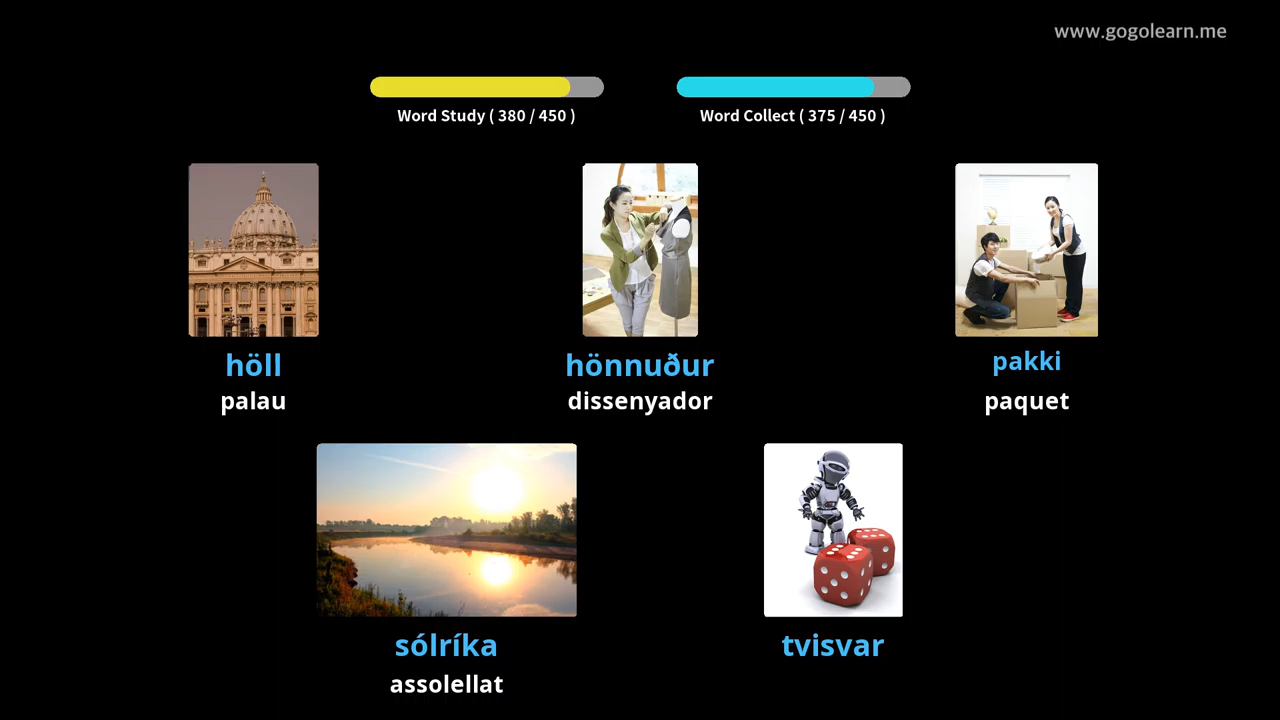 www.gogolearn.me
Word Study ( 380 / 450 )
Word Collect ( 375 / 450 )
höll
hönnuður
pakki
palau
dissenyador
paquet
sólríka
tvisvar
assolellat